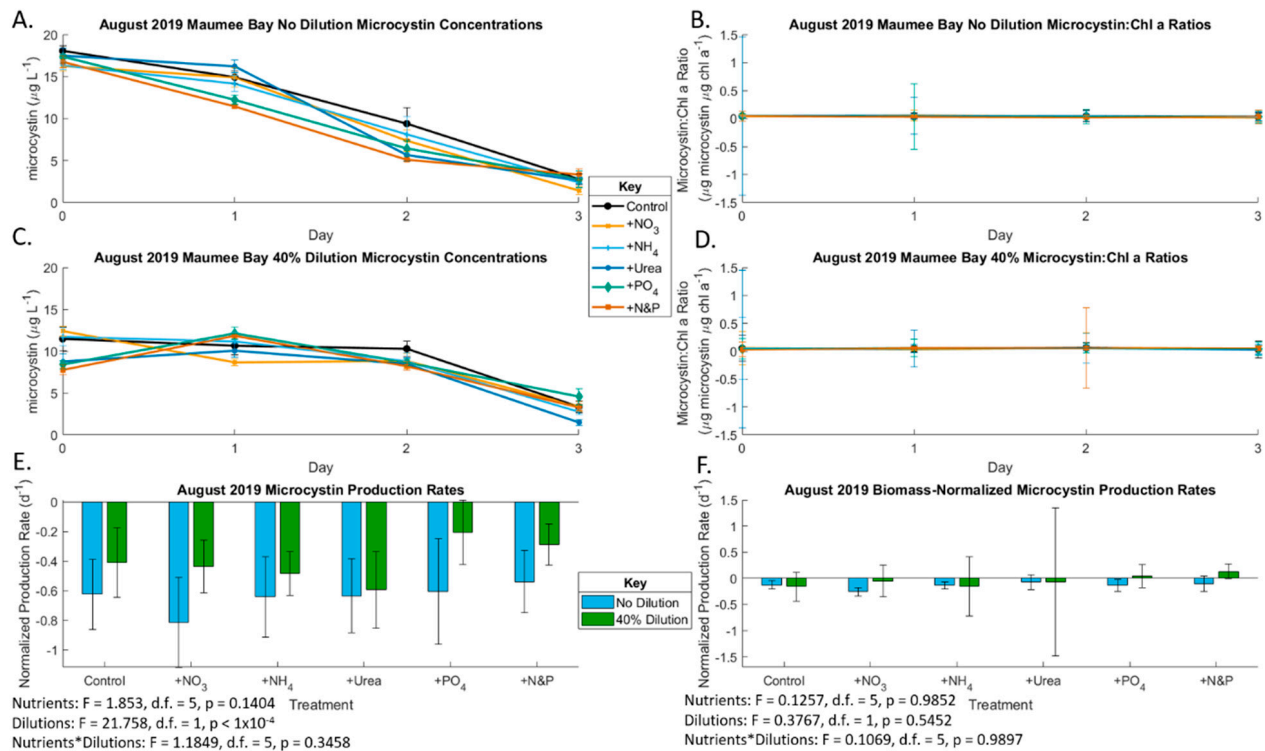 A.
August 2019 Maumee Bay No Dilution Microcystin Concentrations
20
15
10
5
0
microcystin (µg L⁻¹)
0 1 2 3
Day
B.
August 2019 Maumee Bay No Dilution Microcystin:Chl a Ratios
1.5
1
0.5
0
-0.5
-1
-1.5
Microcystin:Chl a Ratio
(µg microcystin µg chl a⁻¹)
0 1 2 3
Day
Key
Control
+NO₃
+NH₄
+Urea
+PO₄
+N&P
C.
August 2019 Maumee Bay 40% Dilution Microcystin Concentrations
20
15
10
5
0
microcystin (µg L⁻¹)
0 1 2 3
Day
D.
August 2019 Maumee Bay 40% Microcystin:Chl a Ratios
1.5
1
0.5
0
-0.5
-1
-1.5
Microcystin:Chl a Ratio
(µg microcystin µg chl a⁻¹)
0 1 2 3
Day
E.
August 2019 Microcystin Production Rates
0
-0.2
-0.4
-0.6
-0.8
-1
Normalized Production Rate (d⁻¹)
Control +NO₃ +NH₄ +Urea +PO₄ +N&P
Treatment
Nutrients: F = 1.853, d.f. = 5, p = 0.1404
Dilutions: F = 21.758, d.f. = 1, p < 1x10⁻⁴
Nutrients*Dilutions: F = 1.1849, d.f. = 5, p = 0.3458
Key
No Dilution
40% Dilution
F.
August 2019 Biomass-Normalized Microcystin Production Rates
1.5
1
0.5
0
-0.5
-1
-1.5
Normalized Production Rate (d⁻¹)
Control +NO₃ +NH₄ +Urea +PO₄ +N&P
Treatment
Nutrients: F = 0.1257, d.f. = 5, p = 0.9852
Dilutions: F = 0.3767, d.f. = 1, p = 0.5452
Nutrients*Dilutions: F = 0.1069, d.f. = 5, p = 0.9897